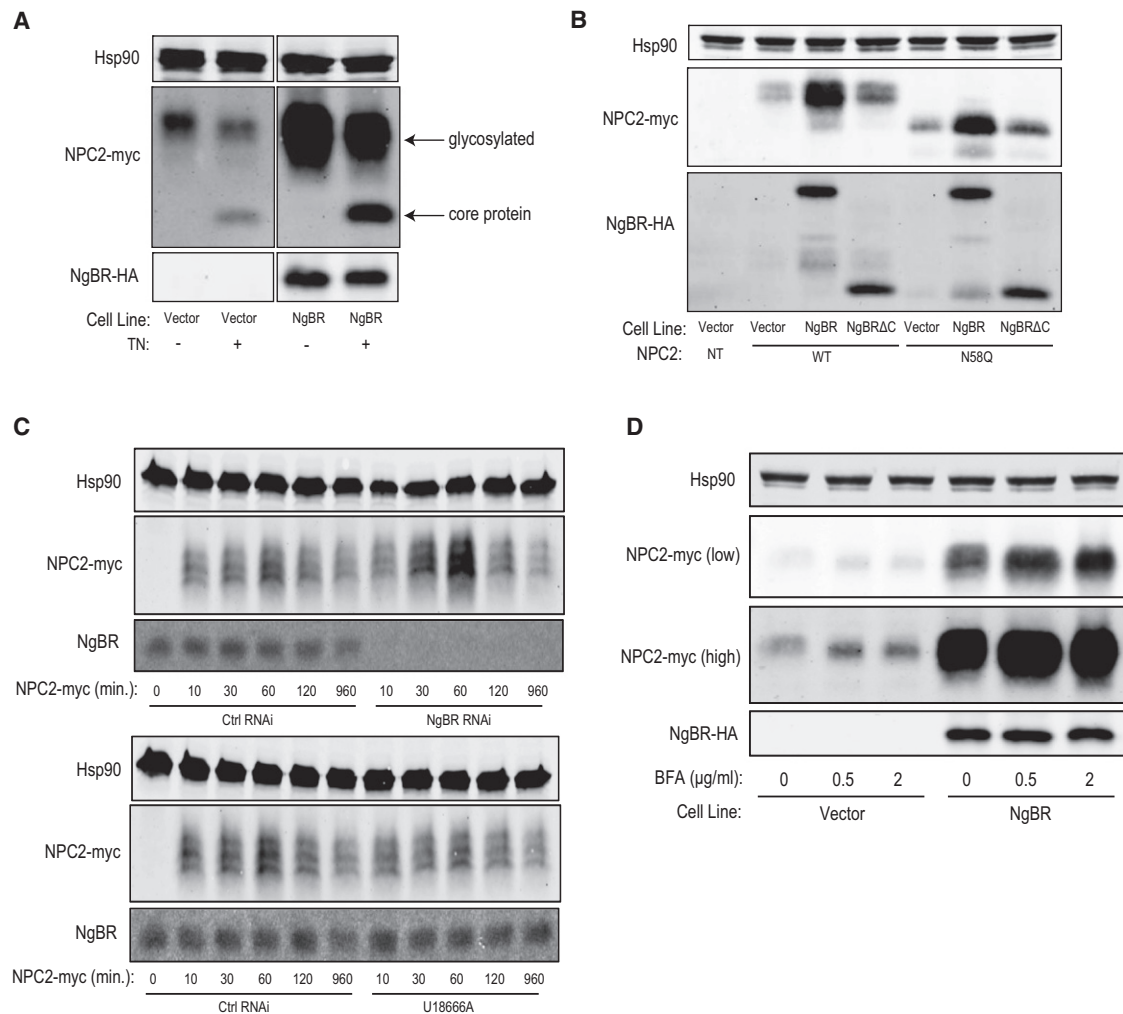 A
Hsp90
NPC2-myc
glycosylated
core protein
NgBR-HA
Cell Line: Vector Vector NgBR NgBR
TN: - + - +
B
Hsp90
NPC2-myc
NgBR-HA
Cell Line: Vector Vector NgBR NgBRΔC Vector NgBR NgBRΔC
NPC2: NT WT N58Q
C
Hsp90
NPC2-myc
NgBR
NPC2-myc (min.): 0 10 30 60 120 960 10 30 60 120 960
Ctrl RNAi NgBR RNAi
Hsp90
NPC2-myc
NgBR
NPC2-myc (min.): 0 10 30 60 120 960 10 30 60 120 960
Ctrl RNAi U18666A
D
Hsp90
NPC2-myc (low)
NPC2-myc (high)
NgBR-HA
BFA (µg/ml): 0 0.5 2 0 0.5 2
Cell Line: Vector NgBR